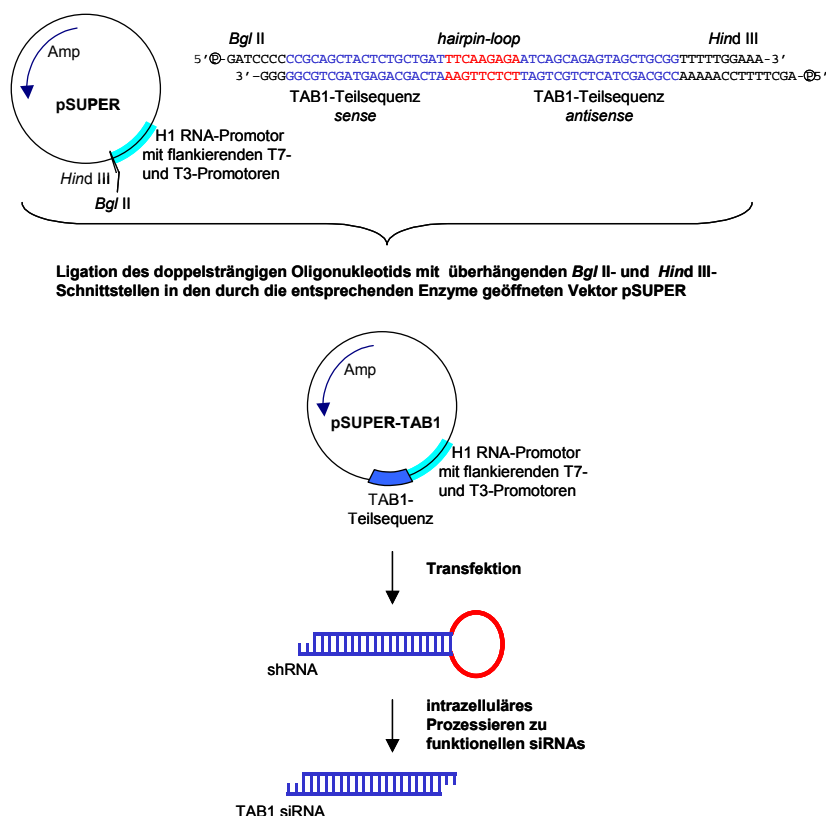 Bgl II
hairpin-loop
Hind III
5’-Ⓟ-GATCCCCCCGCAGCTACTCTGCTGATTTCAAGAGAATCAGCAGAGTAGCTGCGGTTTTTGGAAA-3’
3’-GGGGGCGTCGATGAGACGACTAAAGTTCTCTTAGTCGTCTCATCGACGCCAAAAACCTTTTCGA-Ⓟ5’
TAB1-Teilsequenz
sense
TAB1-Teilsequenz
antisense
Amp
pSUPER
H1 RNA-Promotor
mit flankierenden T7-
und T3-Promotoren
Hind III
Bgl II
Ligation des doppelsträngigen Oligonukleotids mit überhängenden Bgl II- und Hind III-
Schnittstellen in den durch die entsprechenden Enzyme geöffneten Vektor pSUPER
Amp
pSUPER-TAB1
H1 RNA-Promotor
mit flankierenden T7-
und T3-Promotoren
TAB1-
Teilsequenz
Transfektion
shRNA
intrazelluläres
Prozessieren zu
funktionellen siRNAs
TAB1 siRNA